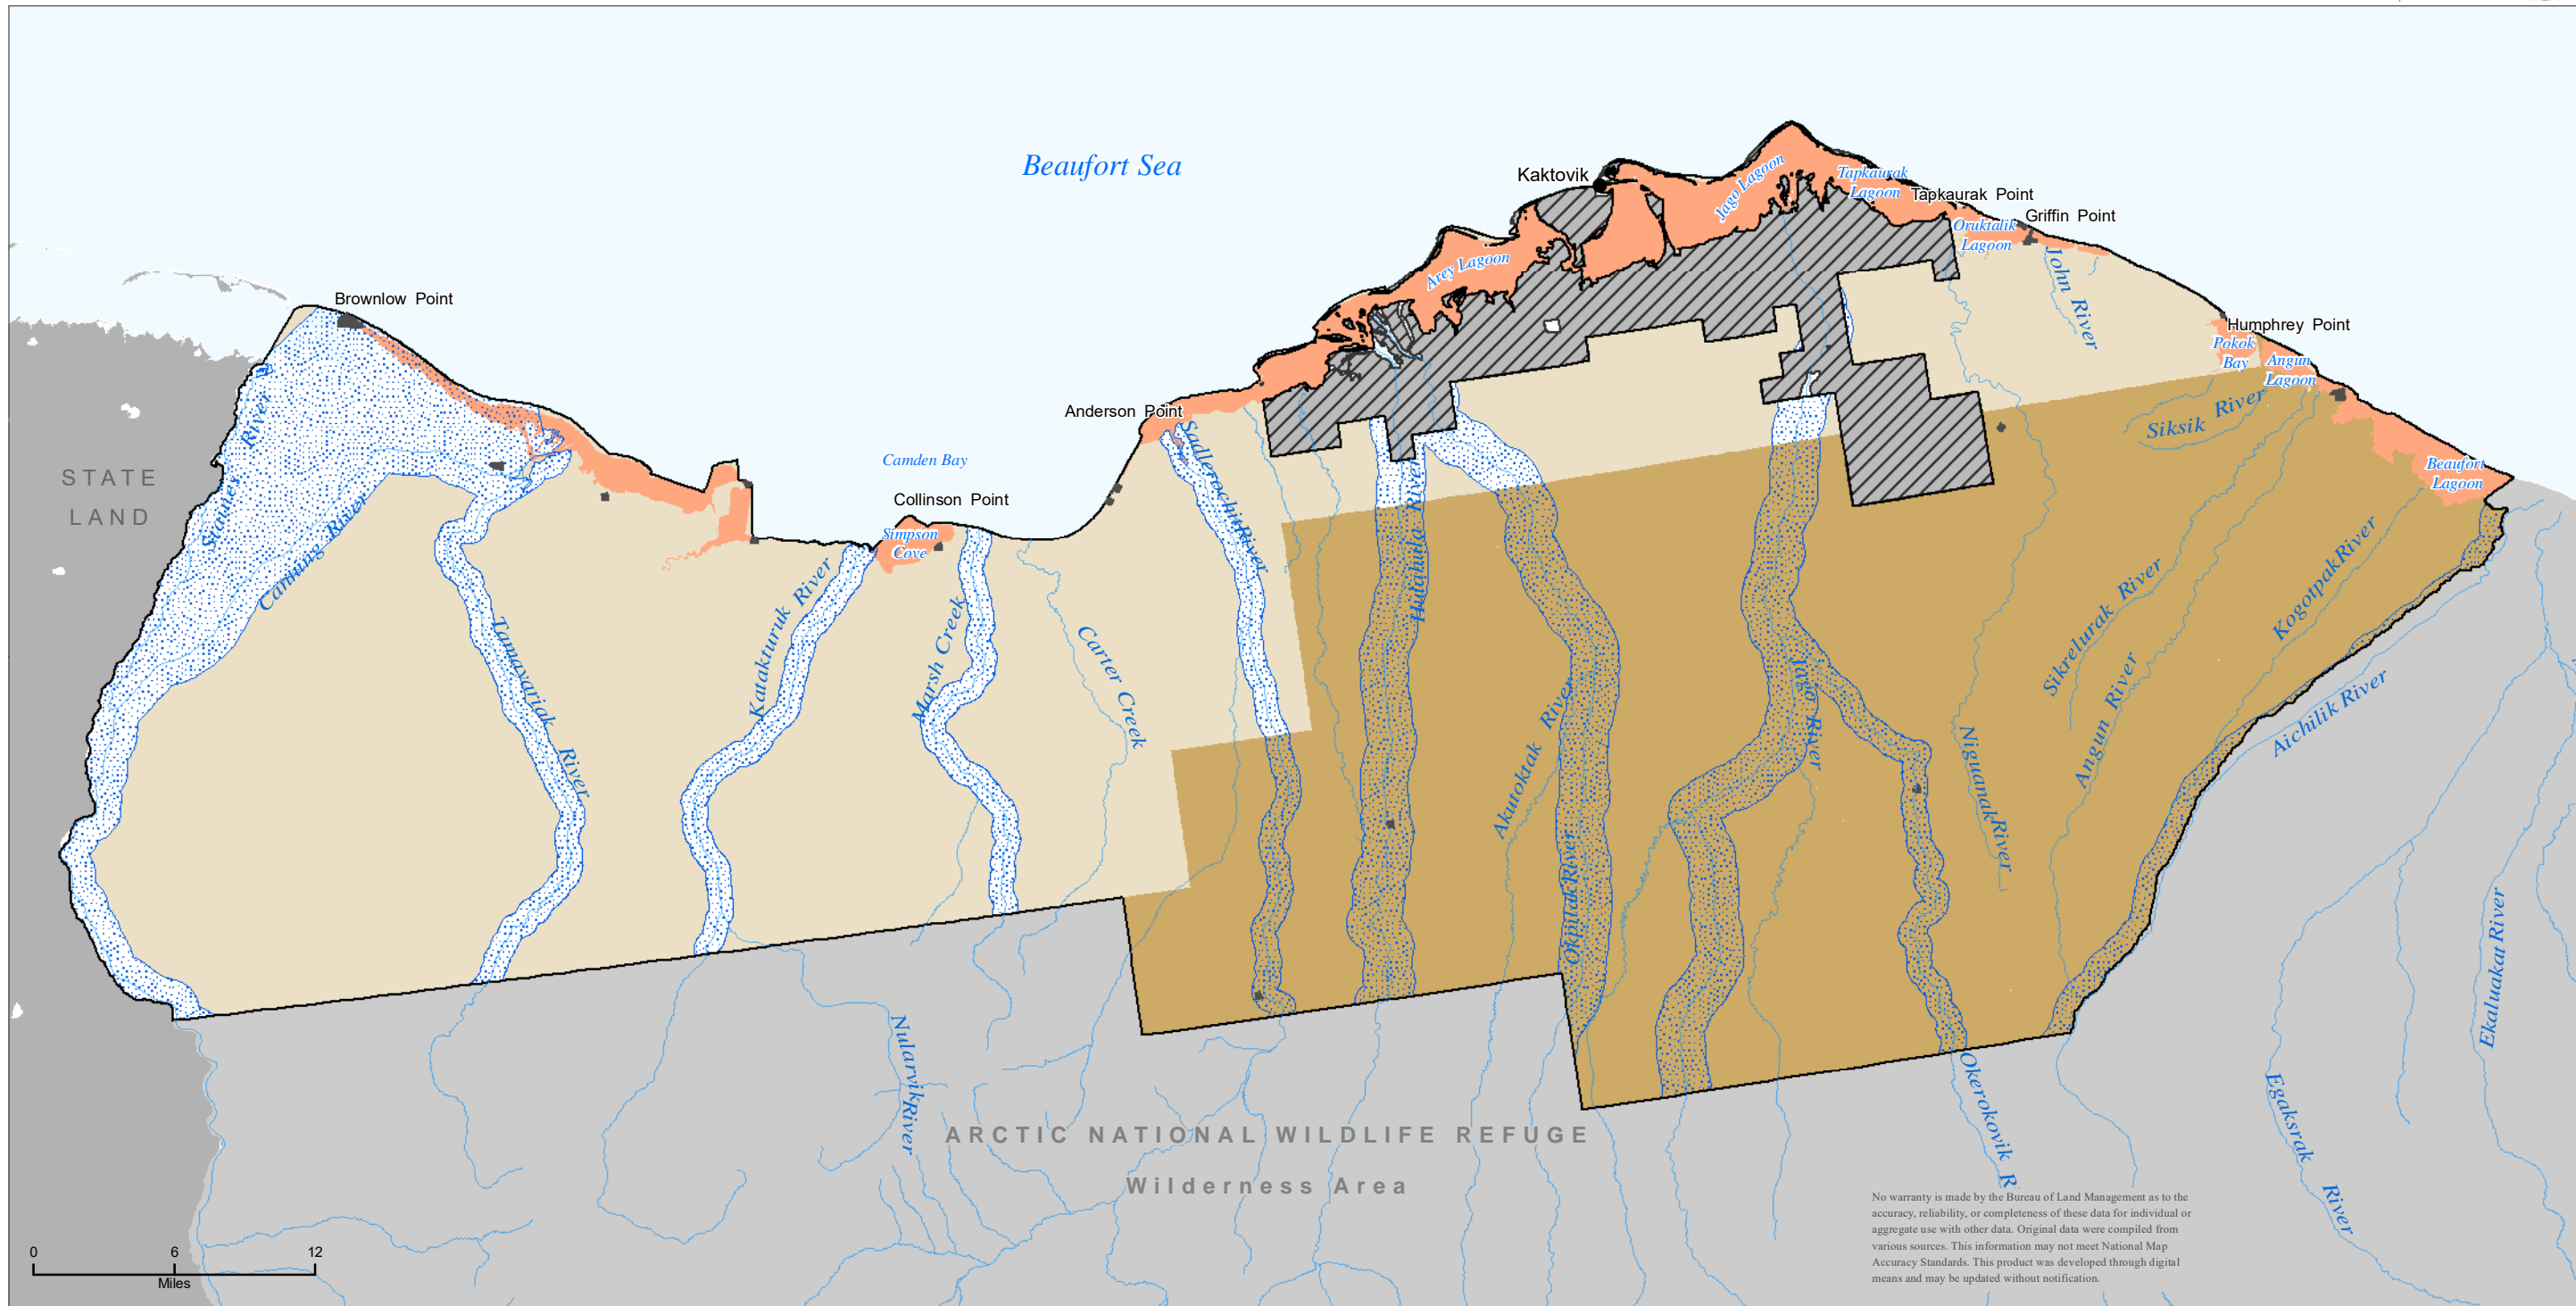 Beaufort Sea
Kaktovik
Jago Lagoon
Tapkaurak
Lagoon
Tapkaurak Point
Griffin Point
Oruktalik
Lagoon
Arey Lagoon
John River
Brownlow Point
Humphrey Point
Pokok
Bay
Angun
Lagoon
Anderson Point
Siksik River
Camden Bay
Collinson Point
Simpson
Cove
Beaufort
Lagoon
STATE
LAND
Staines River
Canning River
Tamayariak River
Katakturuk River
Marsh Creek
Carter Creek
Sadlerochit River
Hulahula River
Akutoktak River
Okpilak River
Jago River
Niguanak River
Sikrelurak River
Angun River
Kogotpak River
Aichilik River
Ekaluakat River
Egaksrak River
Okerokovik R
Nularvik River
ARCTIC NATIONAL WILDLIFE REFUGE
Wilderness Area
0 6 12
Miles
No warranty is made by the Bureau of Land Management as to the
accuracy, reliability, or completeness of these data for individual or
aggregate use with other data. Original data were compiled from
various sources. This information may not meet National Map
Accuracy Standards. This product was developed through digital
means and may be updated without notification.